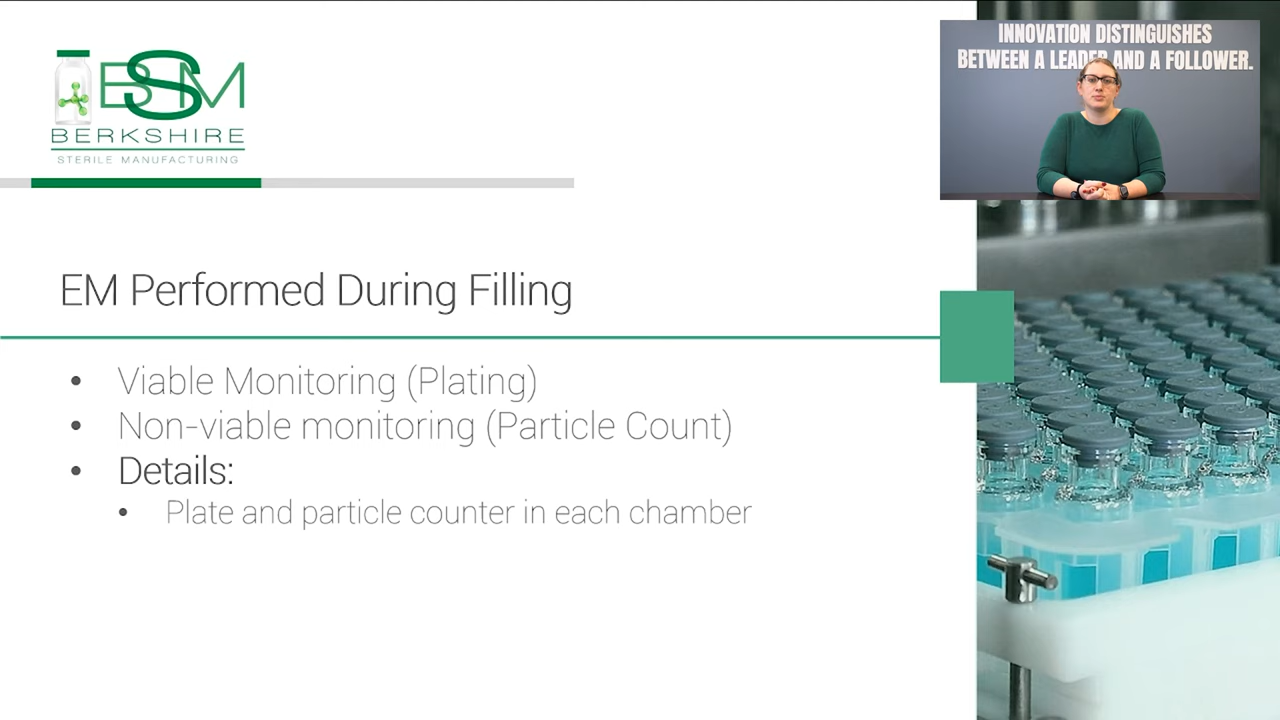 BSM
BERKSHIRE
STERILE MANUFACTURING
INNOVATION DISTINGUISHES
BETWEEN A LEADER AND A FOLLOWER.
EM Performed During Filling
• Viable Monitoring (Plating)
• Non-viable monitoring (Particle Count)
• Details:
• Plate and particle counter in each chamber